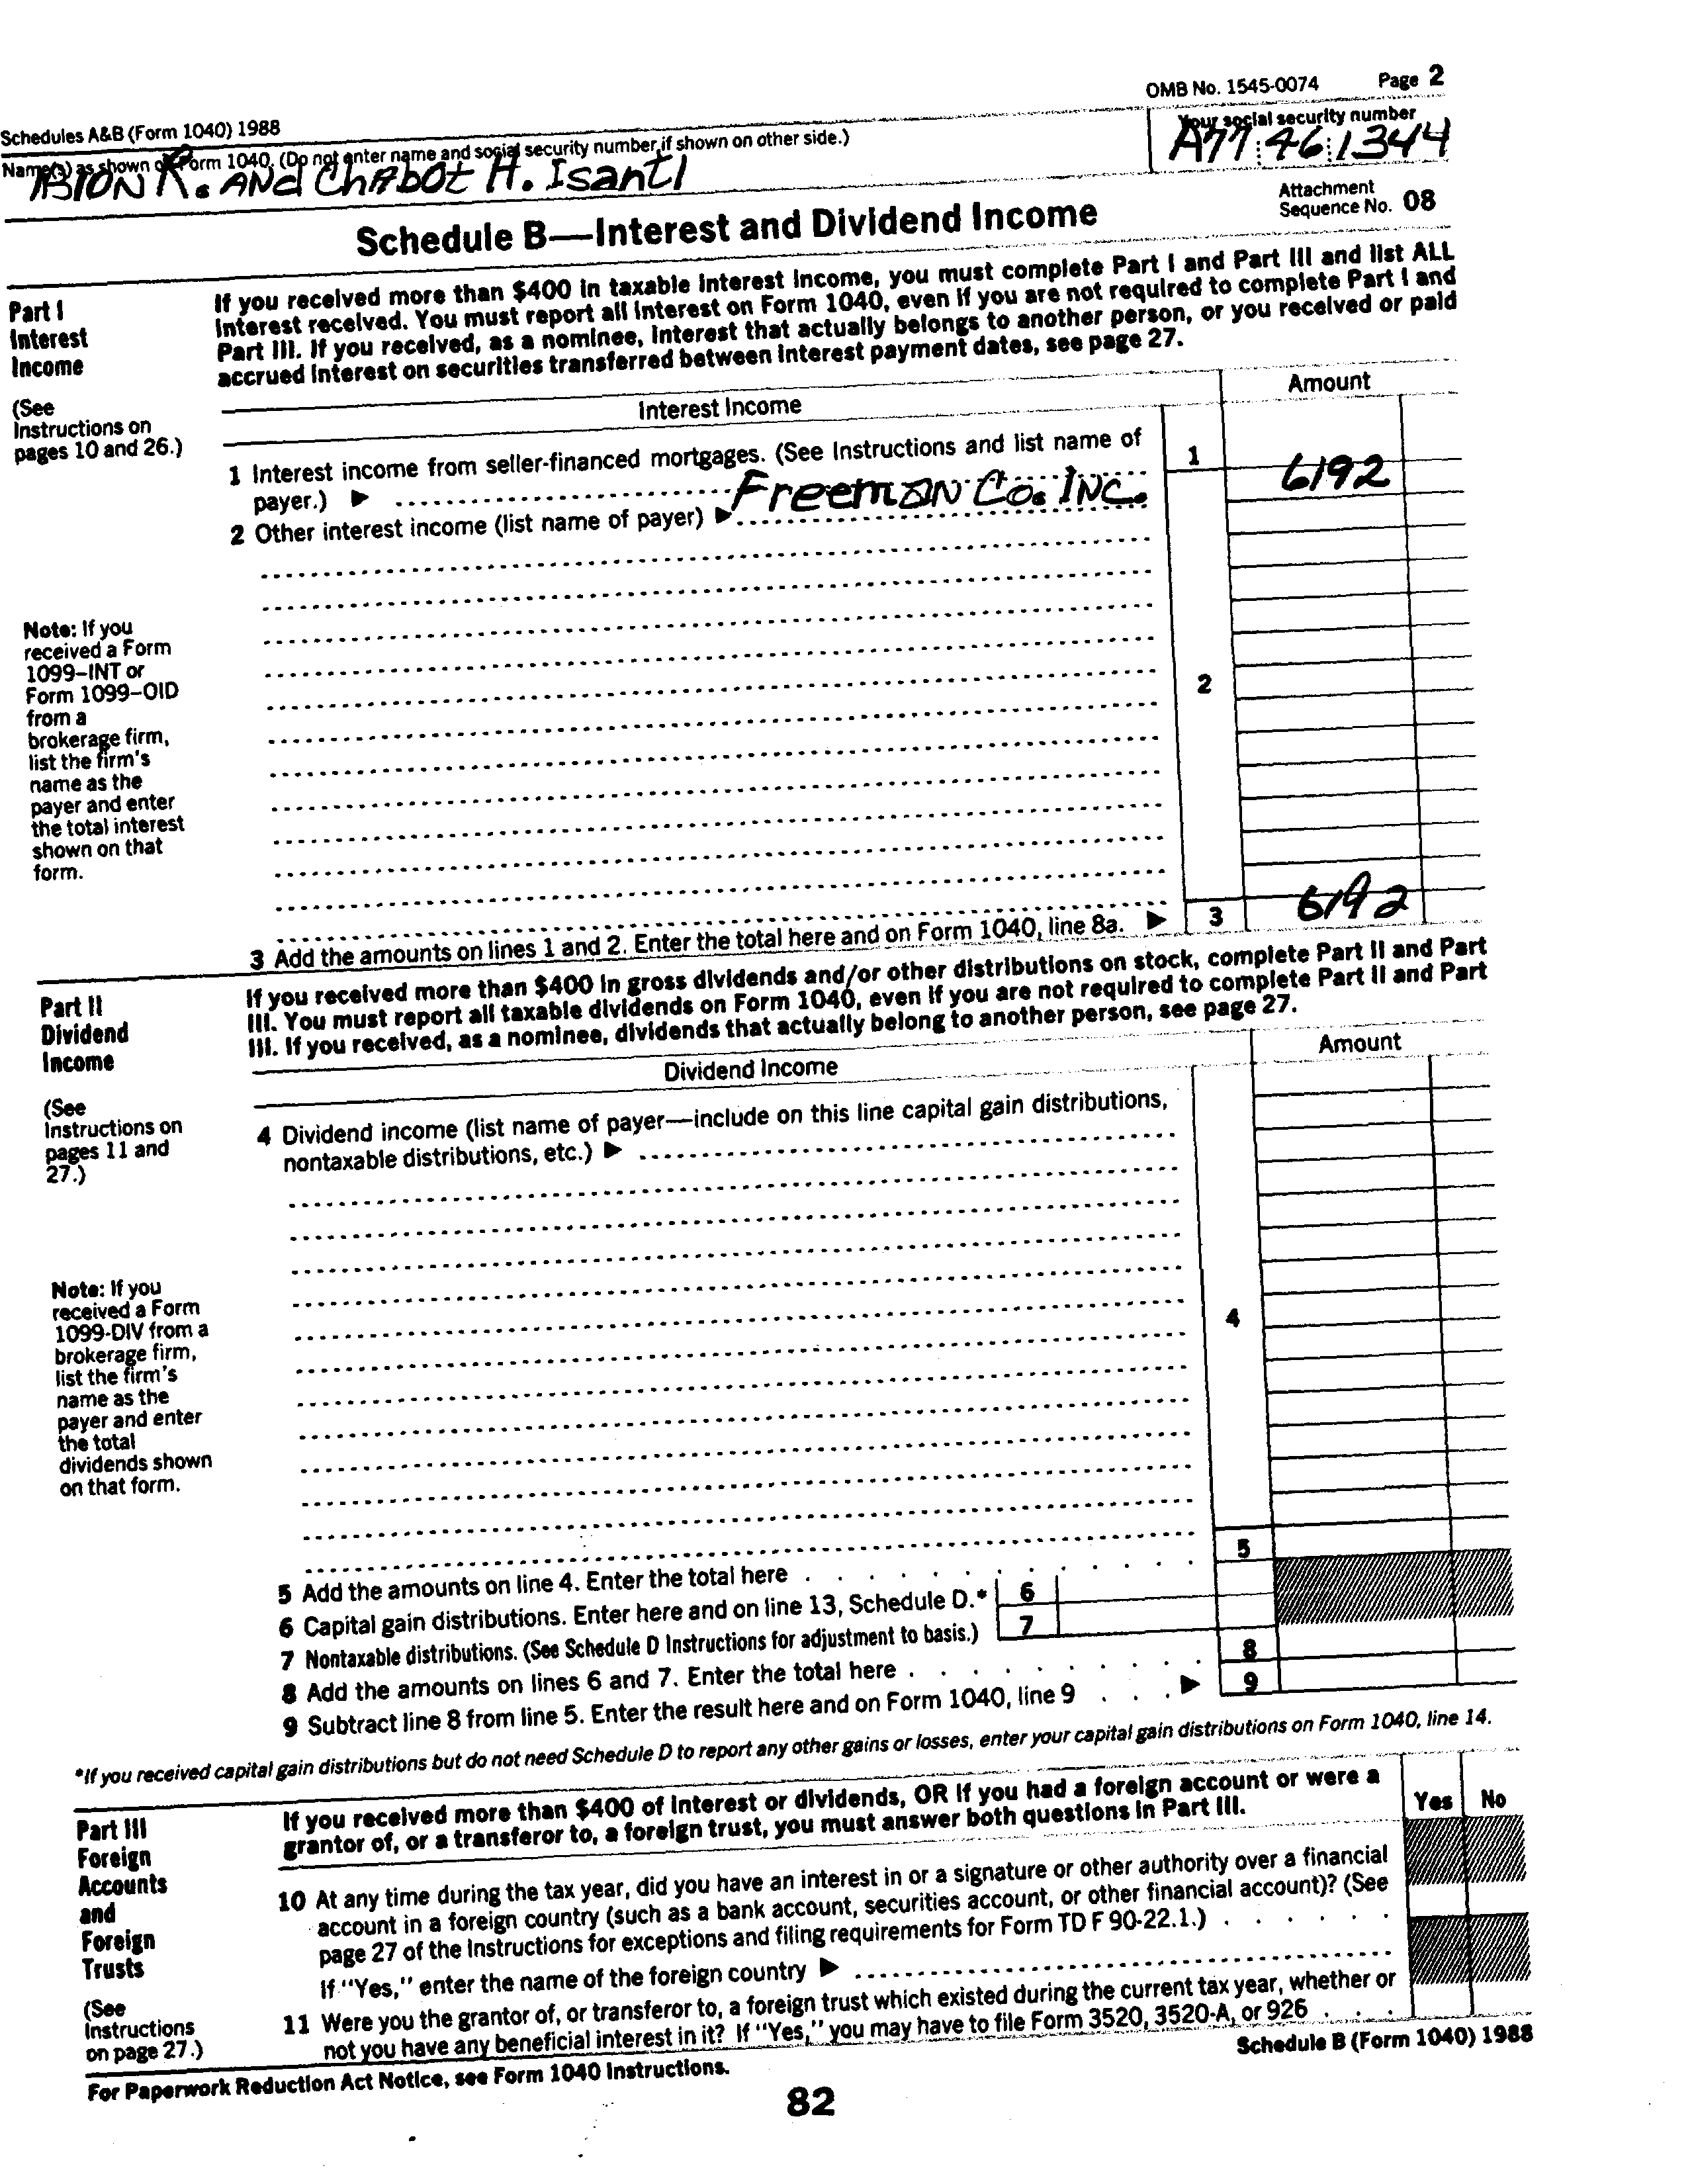 OMB No. 1545-0074 Page 2
Schedules A&B (Form 1040) 1988
Name(s) as shown on Form 1040. (Do not enter name and social security number if shown on other side.)
Your social security number
BION R. AND ChABOt H. IsantI
A77 46 1344
Attachment
Sequence No. 08
Schedule B—Interest and Dividend Income
Part I
Interest
Income
(See
Instructions on
pages 10 and 26.)
If you received more than $400 in taxable interest income, you must complete Part I and Part III and list ALL
interest received. You must report all interest on Form 1040, even if you are not required to complete Part I and
Part III. If you received, as a nominee, interest that actually belongs to another person, or you received or paid
accrued interest on securities transferred between interest payment dates, see page 27.
Interest Income Amount
1 Interest income from seller-financed mortgages. (See Instructions and list name of
payer.) ▶
1
6192
2 Other interest income (list name of payer) ▶ Freeman Co. INC.
Note: If you
received a Form
1099–INT or
Form 1099–OID
from a
brokerage firm,
list the firm's
name as the
payer and enter
the total interest
shown on that
form.
2
3 Add the amounts on lines 1 and 2. Enter the total here and on Form 1040, line 8a. ▶ 3 6192
Part II
Dividend
Income
(See
Instructions on
pages 11 and
27.)
If you received more than $400 in gross dividends and/or other distributions on stock, complete Part II and Part
III. You must report all taxable dividends on Form 1040, even if you are not required to complete Part II and Part
III. If you received, as a nominee, dividends that actually belong to another person, see page 27.
Dividend Income Amount
4 Dividend income (list name of payer—include on this line capital gain distributions,
nontaxable distributions, etc.) ▶
Note: If you
received a Form
1099-DIV from a
brokerage firm,
list the firm's
name as the
payer and enter
the total
dividends shown
on that form.
4
5 Add the amounts on line 4. Enter the total here 5
6 Capital gain distributions. Enter here and on line 13, Schedule D.* 6
7 Nontaxable distributions. (See Schedule D Instructions for adjustment to basis.) 7
8 Add the amounts on lines 6 and 7. Enter the total here 8
9 Subtract line 8 from line 5. Enter the result here and on Form 1040, line 9 ▶ 9
*If you received capital gain distributions but do not need Schedule D to report any other gains or losses, enter your capital gain distributions on Form 1040, line 14.
Part III
Foreign
Accounts
and
Foreign
Trusts
(See
Instructions
on page 27.)
If you received more than $400 of interest or dividends, OR if you had a foreign account or were a
grantor of, or a transferor to, a foreign trust, you must answer both questions in Part III.
Yes No
10 At any time during the tax year, did you have an interest in or a signature or other authority over a financial
account in a foreign country (such as a bank account, securities account, or other financial account)? (See
page 27 of the Instructions for exceptions and filing requirements for Form TD F 90-22.1.)
If "Yes," enter the name of the foreign country ▶
11 Were you the grantor of, or transferor to, a foreign trust which existed during the current tax year, whether or
not you have any beneficial interest in it? If "Yes," you may have to file Form 3520, 3520-A, or 926
For Paperwork Reduction Act Notice, see Form 1040 Instructions.
Schedule B (Form 1040) 1988
82